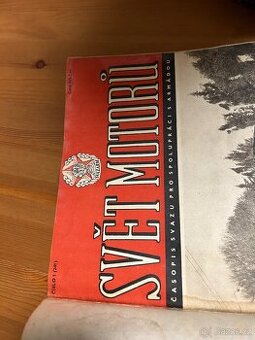 SVĚT MOTORŮ
ČASOPIS SVAZU PRO SPOLUPRÁCI S ARMÁDOU